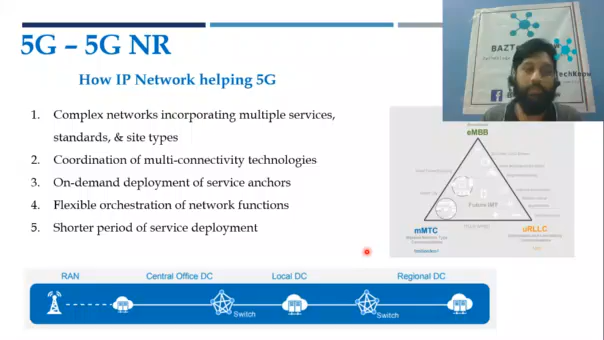 5G – 5G NR
How IP Network helping 5G
1. Complex networks incorporating multiple services,
standards, & site types
2. Coordination of multi-connectivity technologies
3. On-demand deployment of service anchors
4. Flexible orchestration of network functions
5. Shorter period of service deployment
eMBB
Future IMT
mMTC
uRLLC
RAN
Central Office DC
Local DC
Regional DC
Switch
Switch